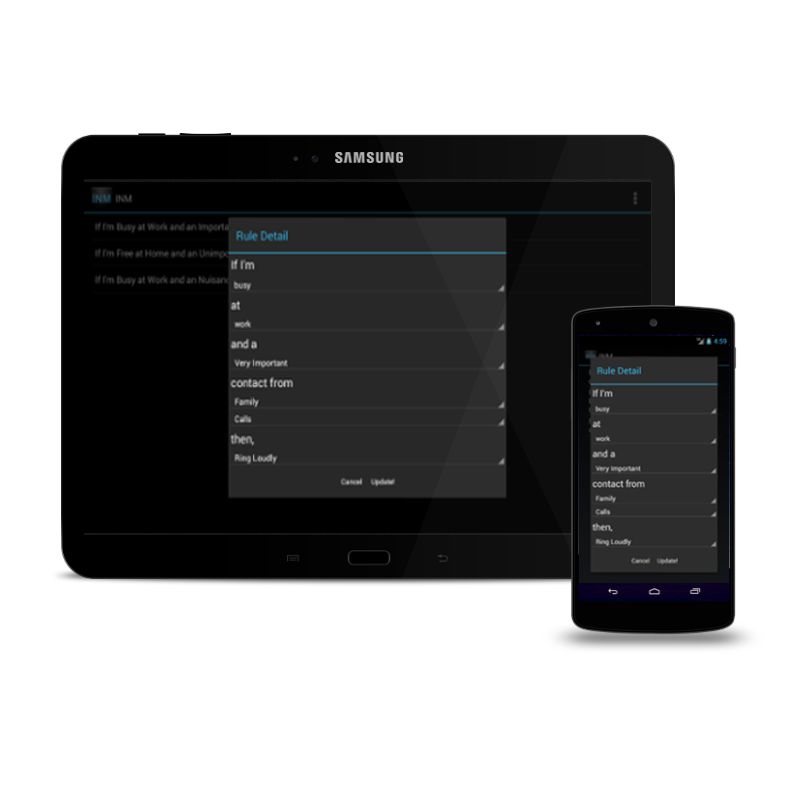 SAMSUNG
INM INM
If I'm Busy at Work and an Importa
If I'm Free at Home and an Unimpo
If I'm Busy at Work and an Nuisanc
Rule Detail
If I'm
busy
at
work
and a
Very Important
contact from
Family
Calls
then,
Ring Loudly
Cancel Update!
4:59
INM
Rule Detail
If I'm
busy
at
work
and a
Very Important
contact from
Family
Calls
then,
Ring Loudly
Cancel Update!